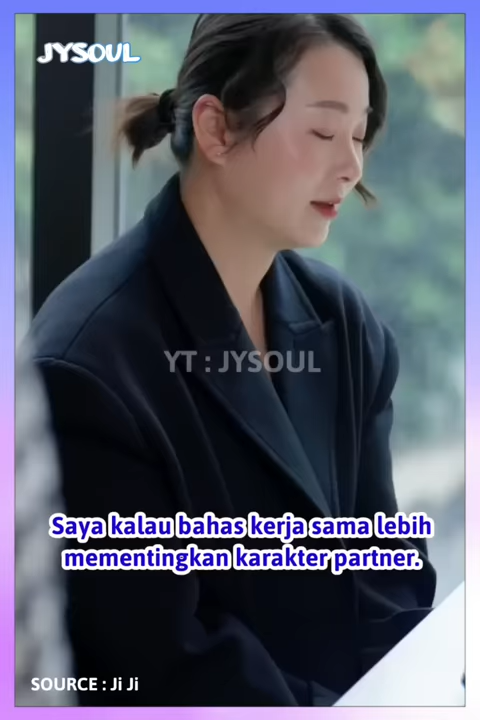 JYSOUL
YT : JYSOUL
Saya kalau bahas kerja sama lebih
mementingkan karakter partner.
SOURCE : Ji Ji